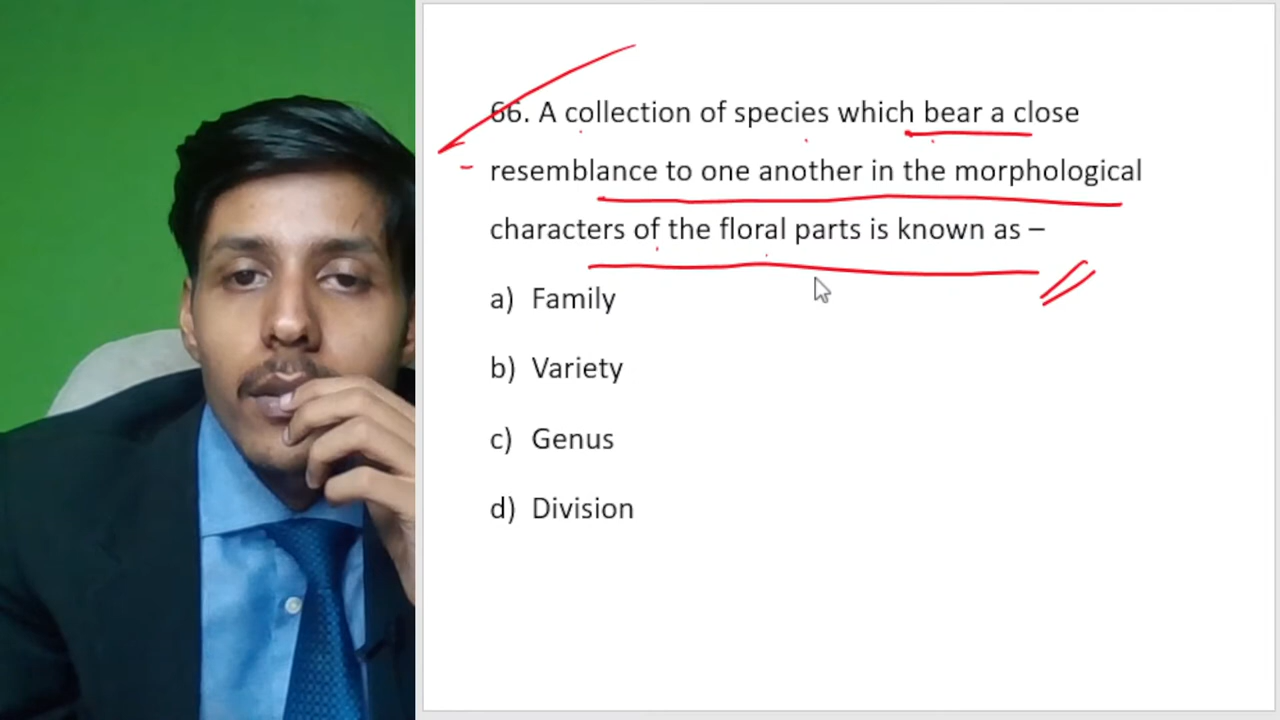 66. A collection of species which bear a close
resemblance to one another in the morphological
characters of the floral parts is known as –
a) Family
b) Variety
c) Genus
d) Division